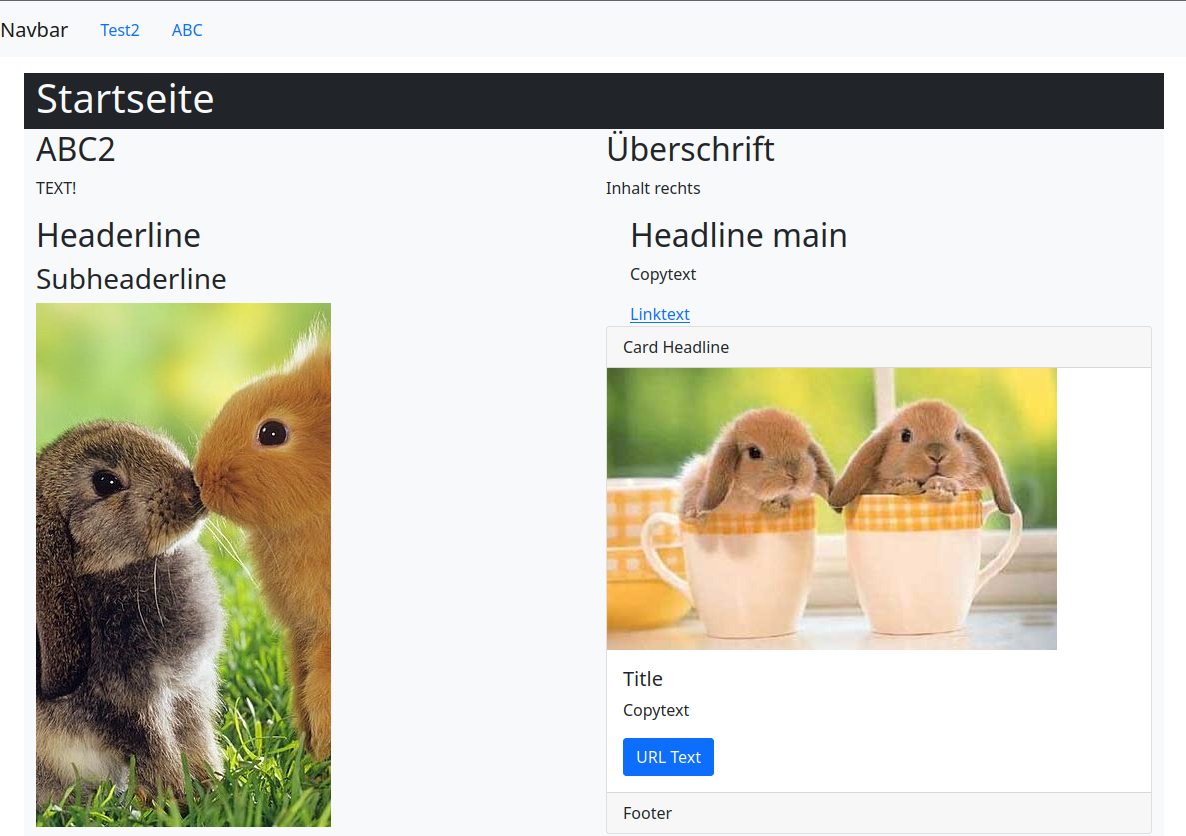 Navbar Test2 ABC
Startseite
ABC2
TEXT!
Headerline
Subheaderline
Überschrift
Inhalt rechts
Headline main
Copytext
Linktext
Card Headline
Title
Copytext
URL Text
Footer